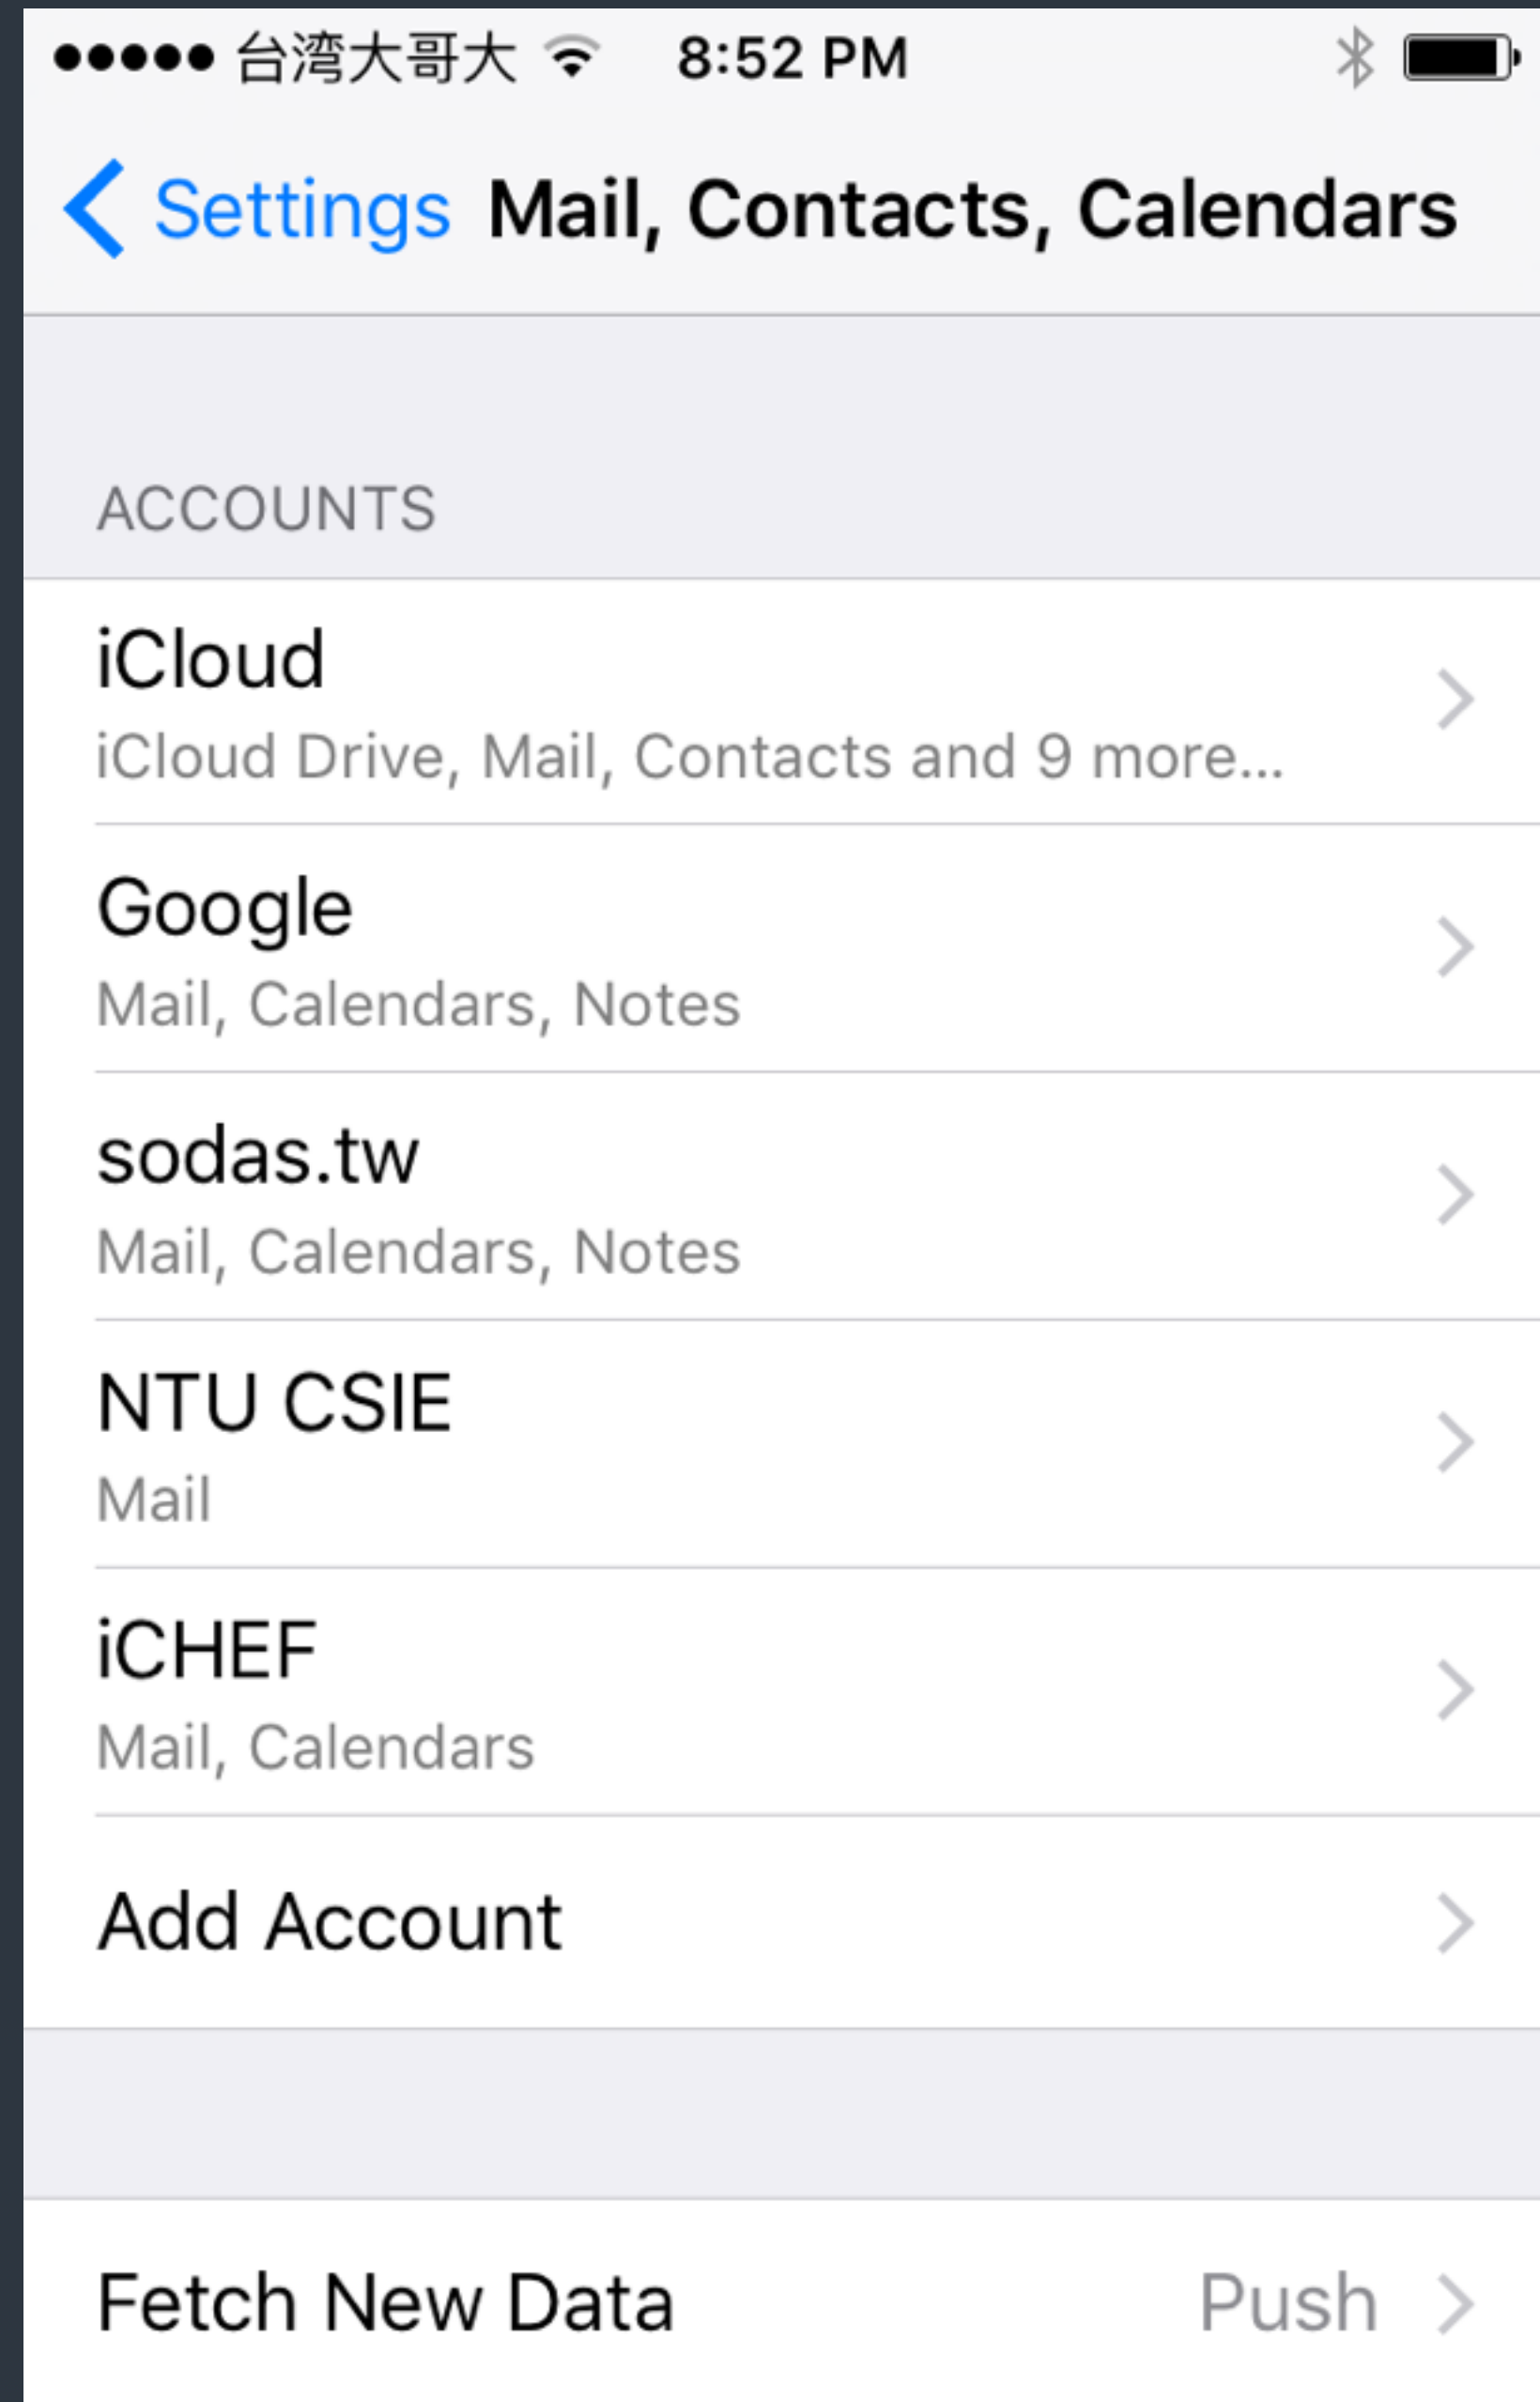 台湾大哥大 8:52 PM
Settings Mail, Contacts, Calendars
ACCOUNTS
iCloud
iCloud Drive, Mail, Contacts and 9 more...
Google
Mail, Calendars, Notes
sodas.tw
Mail, Calendars, Notes
NTU CSIE
Mail
iCHEF
Mail, Calendars
Add Account
Fetch New Data Push